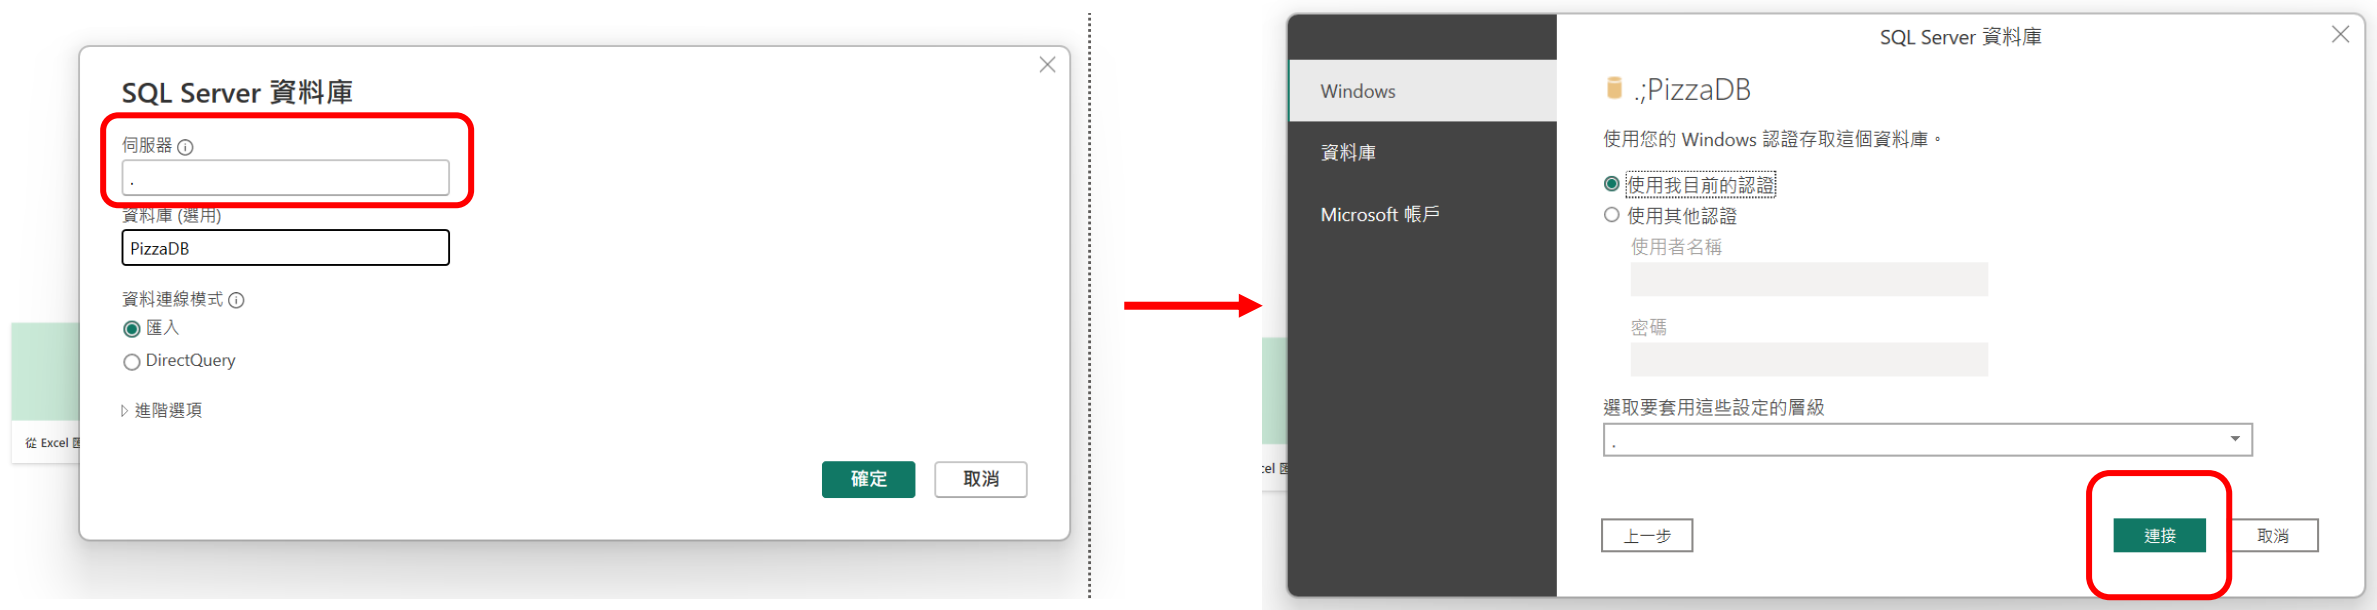 SQL Server 資料庫
伺服器
.
資料庫 (選用)
PizzaDB
資料連線模式
匯入
DirectQuery
進階選項
確定
取消
從 Excel
SQL Server 資料庫
Windows
資料庫
Microsoft 帳戶
.;PizzaDB
使用您的 Windows 認證存取這個資料庫。
使用我目前的認證
使用其他認證
使用者名稱
密碼
選取要套用這些設定的層級
.
上一步
連接
取消